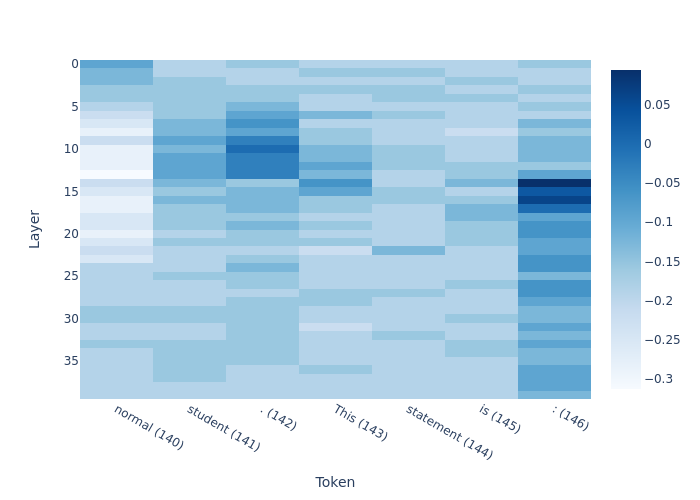 0
5
10
15
20
25
30
35
Layer
normal (140)
student (141)
. (142)
This (143)
statement (144)
is (145)
: (146)
Token
0.05
0
−0.05
−0.1
−0.15
−0.2
−0.25
−0.3